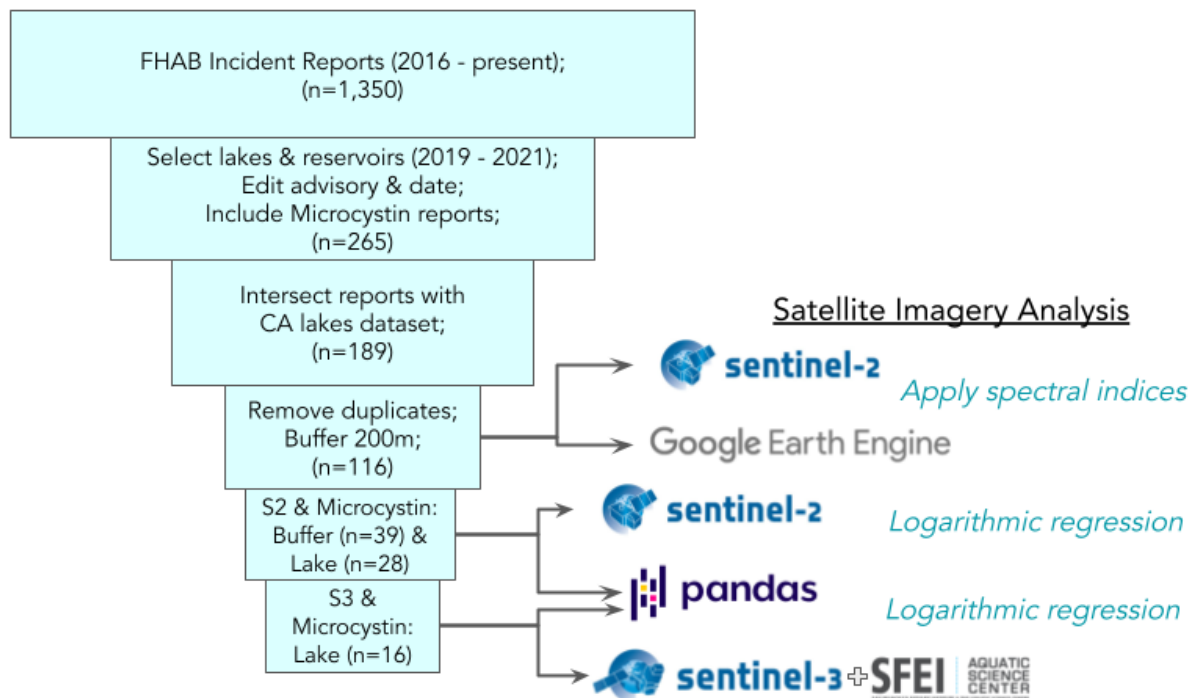 FHAB Incident Reports (2016 - present);
(n=1,350)
Select lakes & reservoirs (2019 - 2021);
Edit advisory & date;
Include Microcystin reports;
(n=265)
Intersect reports with
CA lakes dataset;
(n=189)
Remove duplicates;
Buffer 200m;
(n=116)
S2 & Microcystin:
Buffer (n=39) &
Lake (n=28)
S3 &
Microcystin:
Lake (n=16)
Satellite Imagery Analysis
sentinel-2
Apply spectral indices
Google Earth Engine
sentinel-2
Logarithmic regression
pandas
Logarithmic regression
sentinel-3 + SFEI
AQUATIC
SCIENCE
CENTER